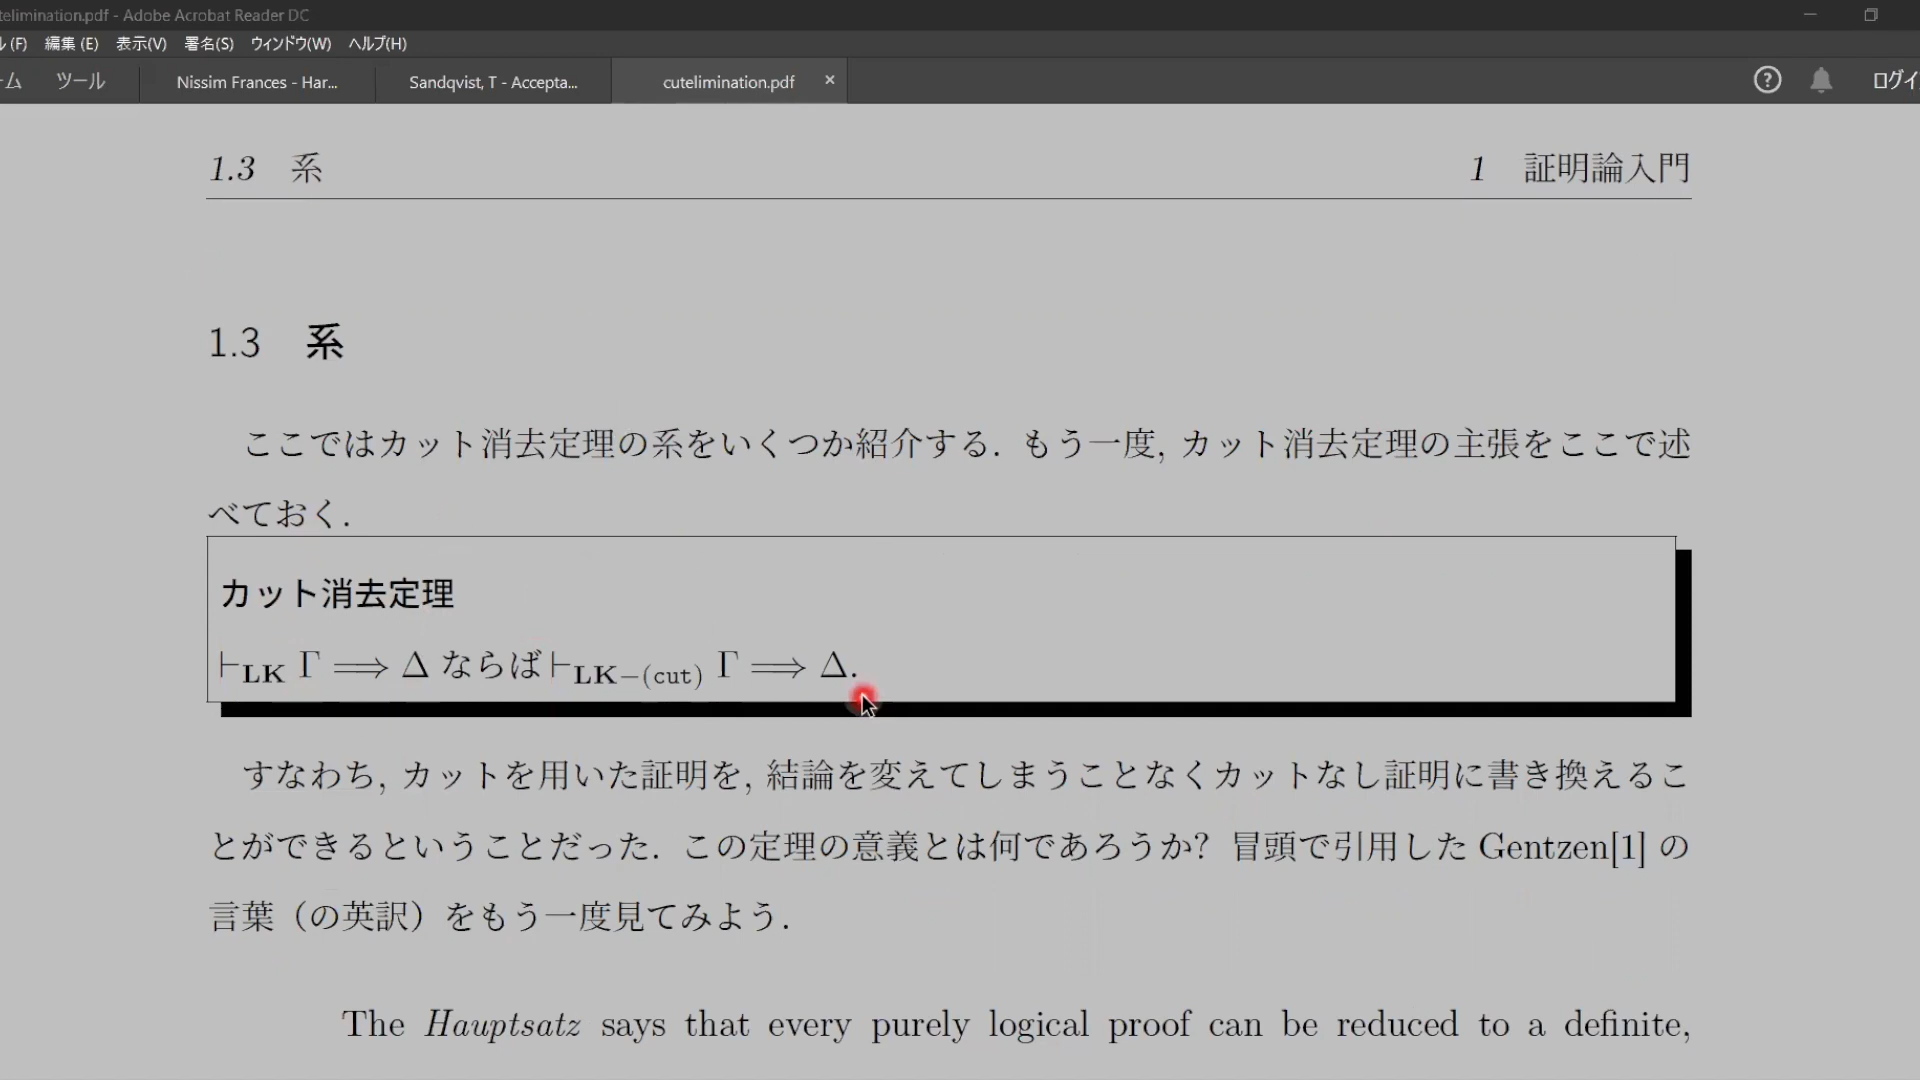 telimination.pdf - Adobe Acrobat Reader DC
(F) 編集 (E) 表示(V) 署名(S) ウィンドウ(W) ヘルプ(H)
ーム ツール Nissim Frances - Har... Sandqvist, T - Accepta... cutelimination.pdf × ? ログイ
1.3 系 1 証明論入門
1.3 系
ここではカット消去定理の系をいくつか紹介する. もう一度, カット消去定理の主張をここで述
べておく.
カット消去定理
⊢LK Γ ⟹ Δ ならば ⊢LK−(cut) Γ ⟹ Δ.
すなわち, カットを用いた証明を, 結論を変えてしまうことなくカットなし証明に書き換えるこ
とができるということだった. この定理の意義とは何であろうか? 冒頭で引用した Gentzen[1] の
言葉（の英訳）をもう一度見てみよう.
The Hauptsatz says that every purely logical proof can be reduced to a definite,